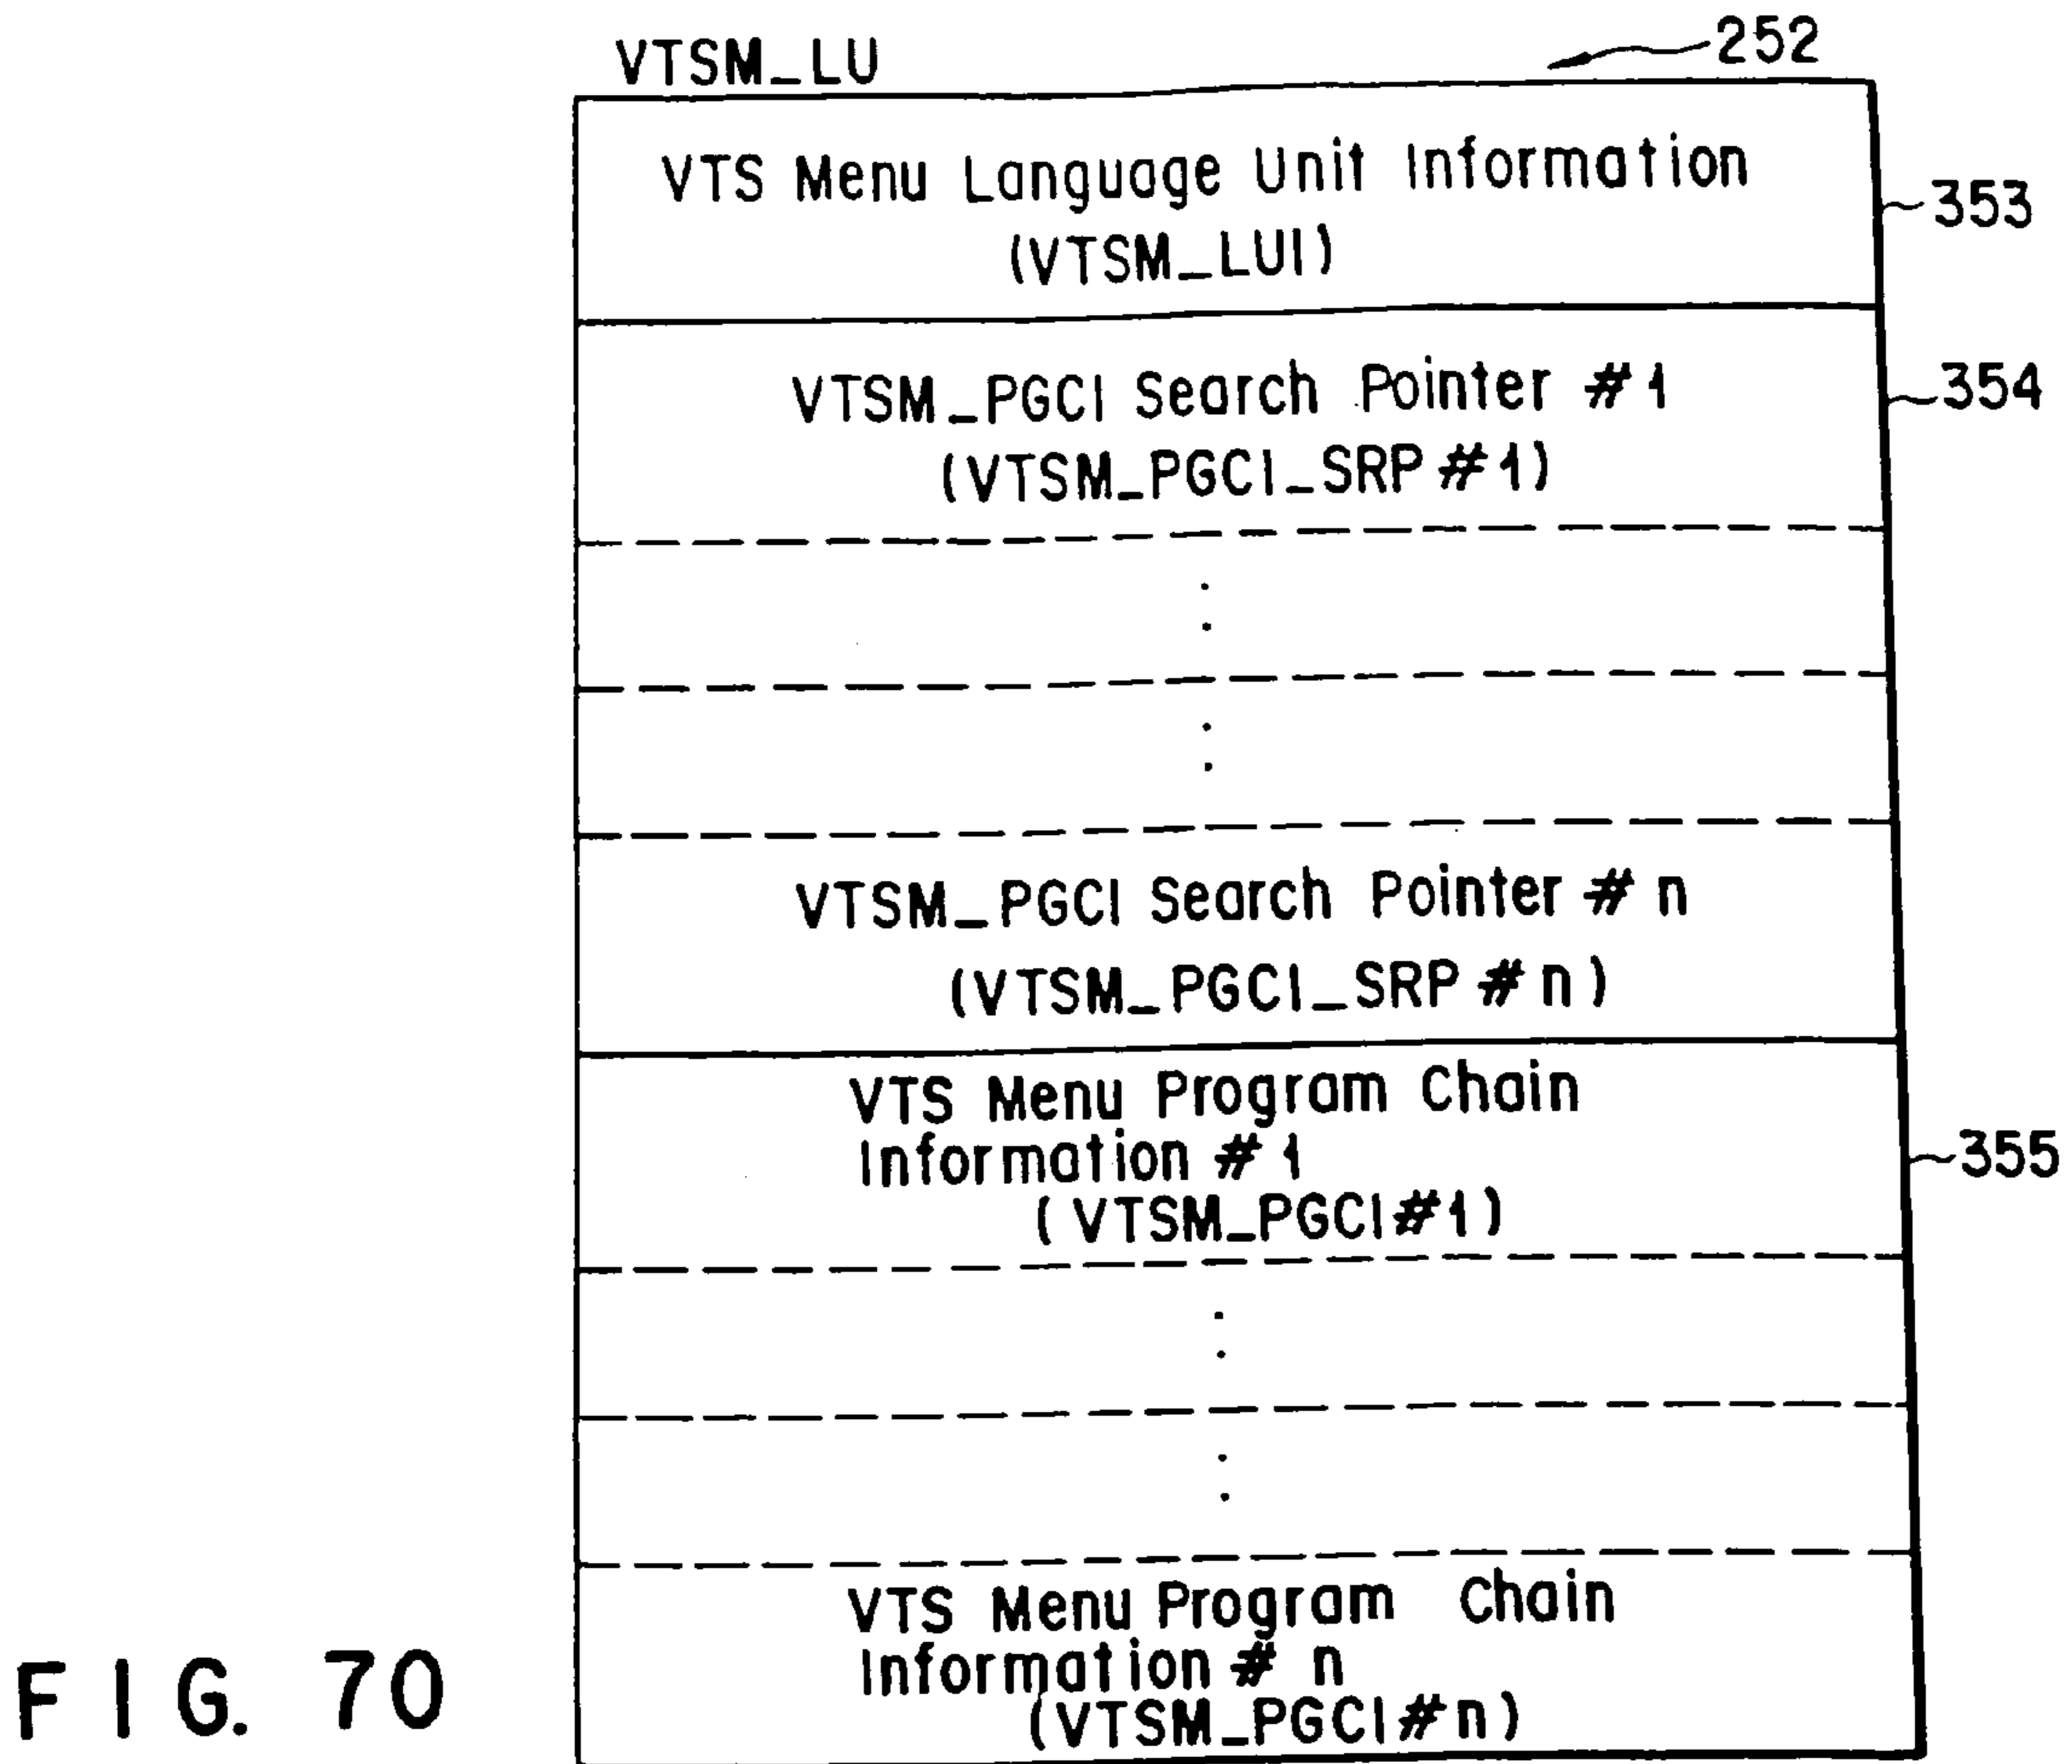 VTSM_LU
252
VTS Menu Language Unit Information
(VTSM_LUI)
353
VTSM_PGCI Search Pointer #1
(VTSM_PGCI_SRP#1)
354
VTSM_PGCI Search Pointer # n
(VTSM_PGCI_SRP # n)
VTS Menu Program Chain
Information # 1
(VTSM_PGCI#1)
355
VTS Menu Program Chain
Information # n
(VTSM_PGCI#n)
FIG. 70